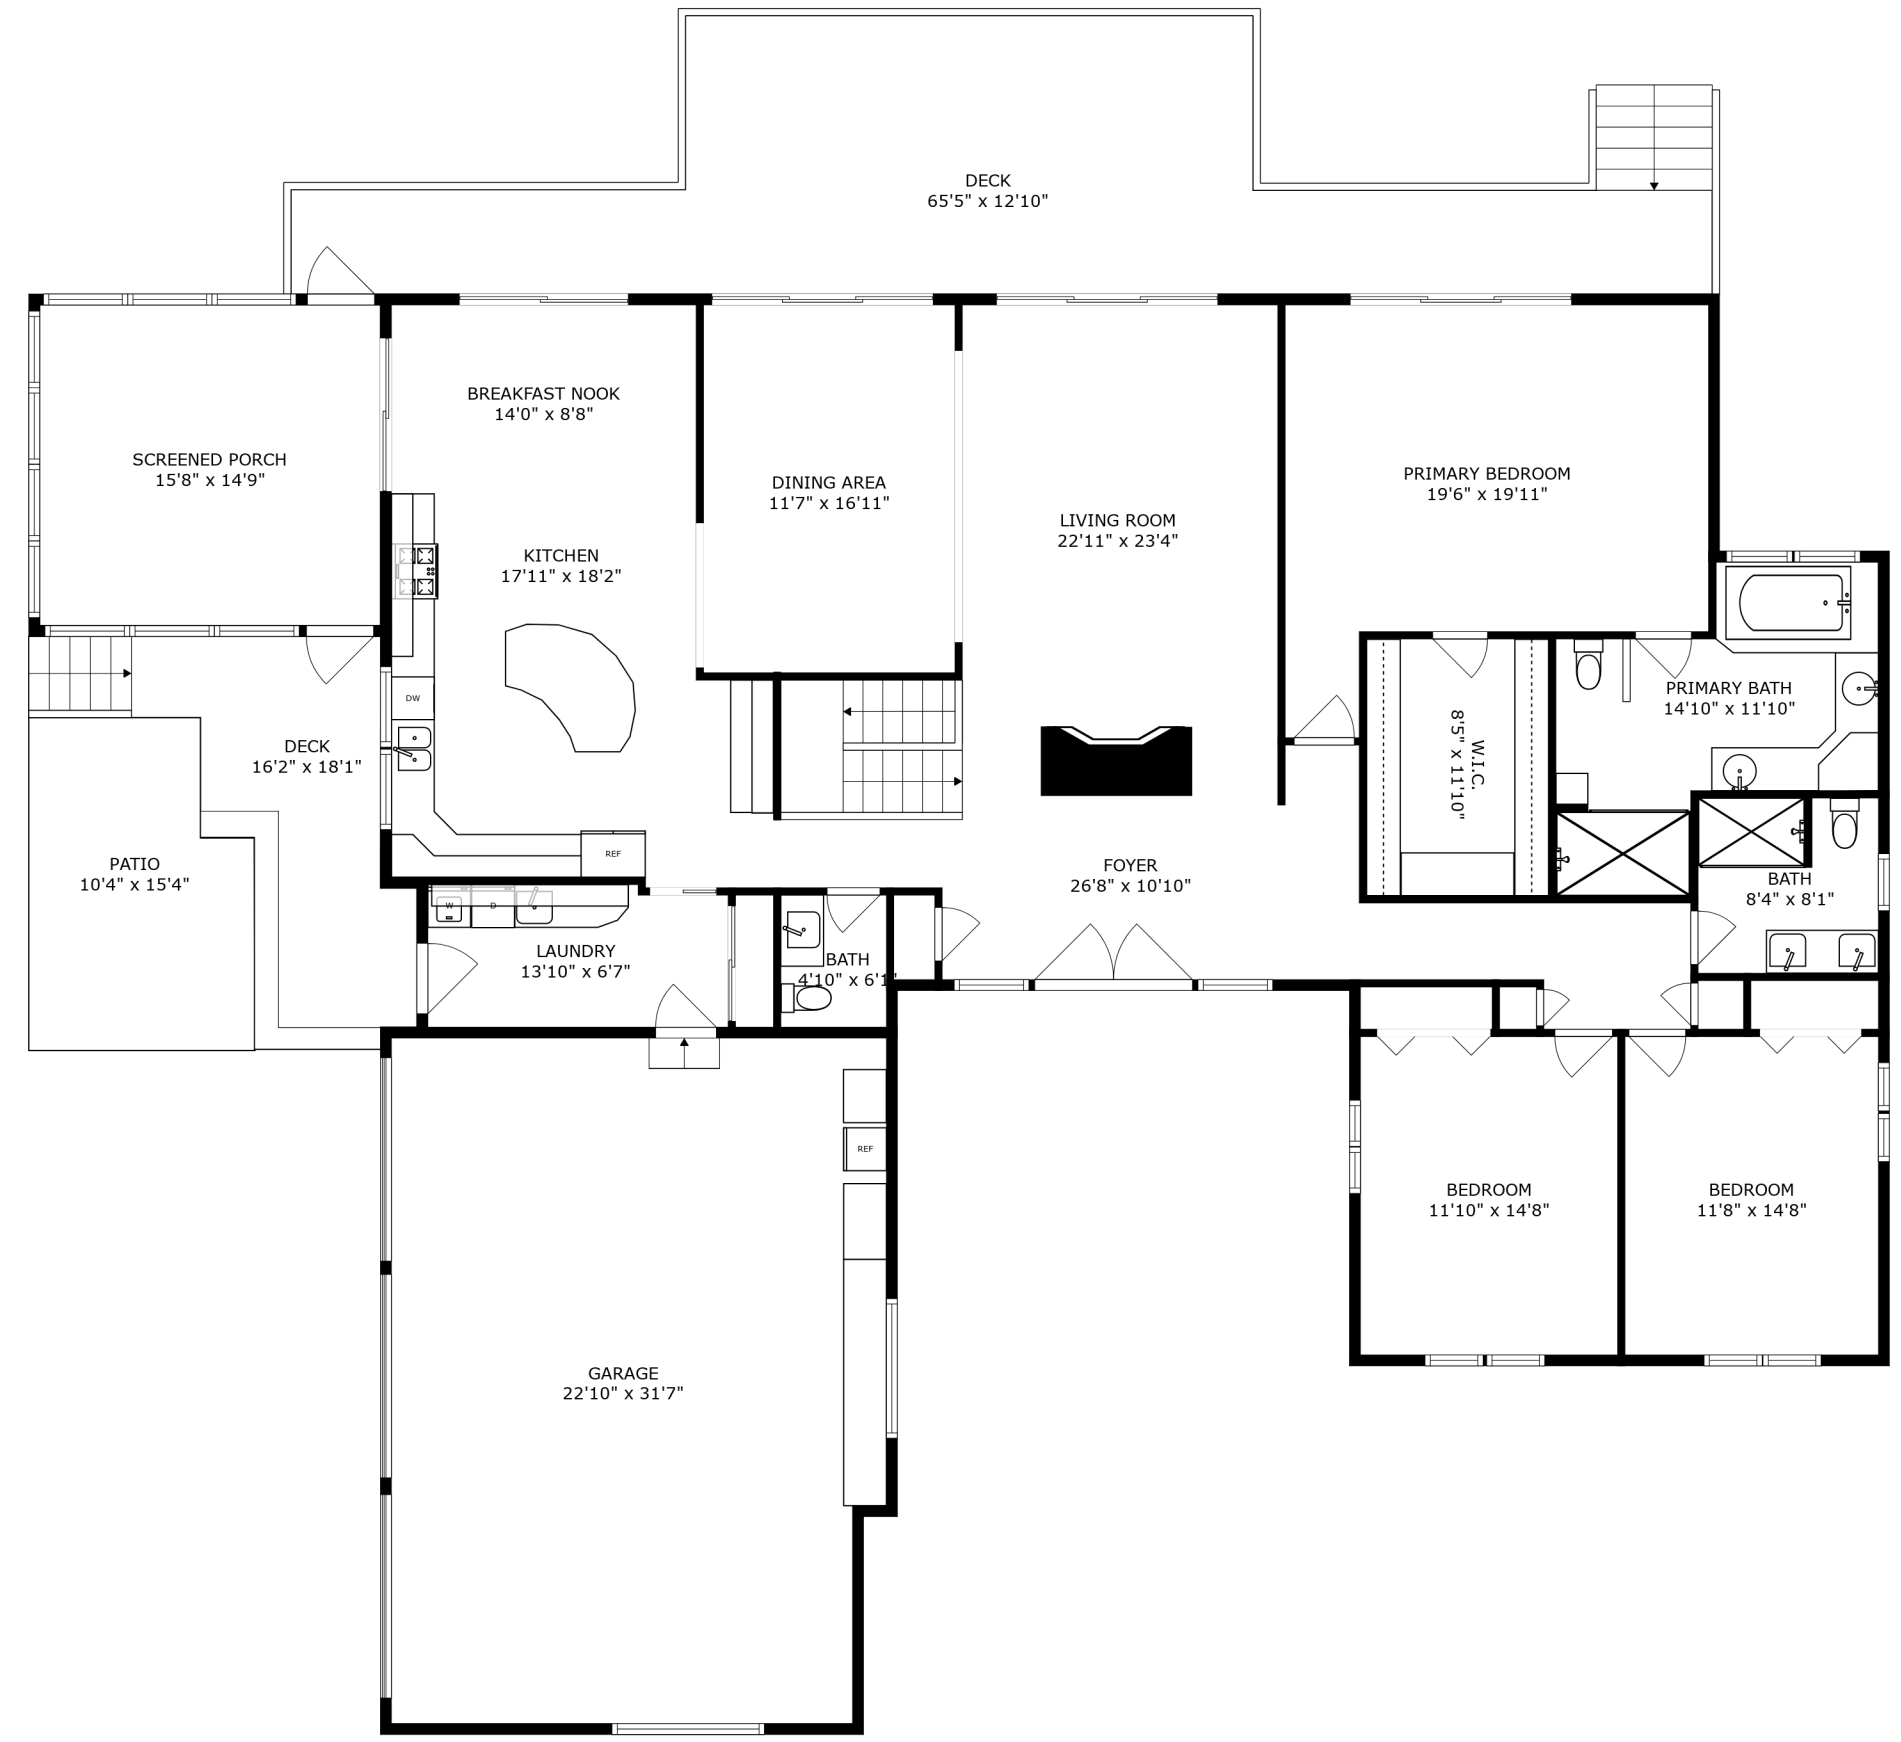 DECK
65'5" x 12'10"
BREAKFAST NOOK
14'0" x 8'8"
SCREENED PORCH
15'8" x 14'9"
DINING AREA
11'7" x 16'11"
PRIMARY BEDROOM
19'6" x 19'11"
LIVING ROOM
22'11" x 23'4"
KITCHEN
17'11" x 18'2"
DW
PRIMARY BATH
14'10" x 11'10"
W.I.C.
8'5" x 11'10"
DECK
16'2" x 18'1"
REF
PATIO
10'4" x 15'4"
FOYER
26'8" x 10'10"
BATH
8'4" x 8'1"
W
D
LAUNDRY
13'10" x 6'7"
BATH
4'10" x 6'1"
REF
BEDROOM
11'10" x 14'8"
BEDROOM
11'8" x 14'8"
GARAGE
22'10" x 31'7"